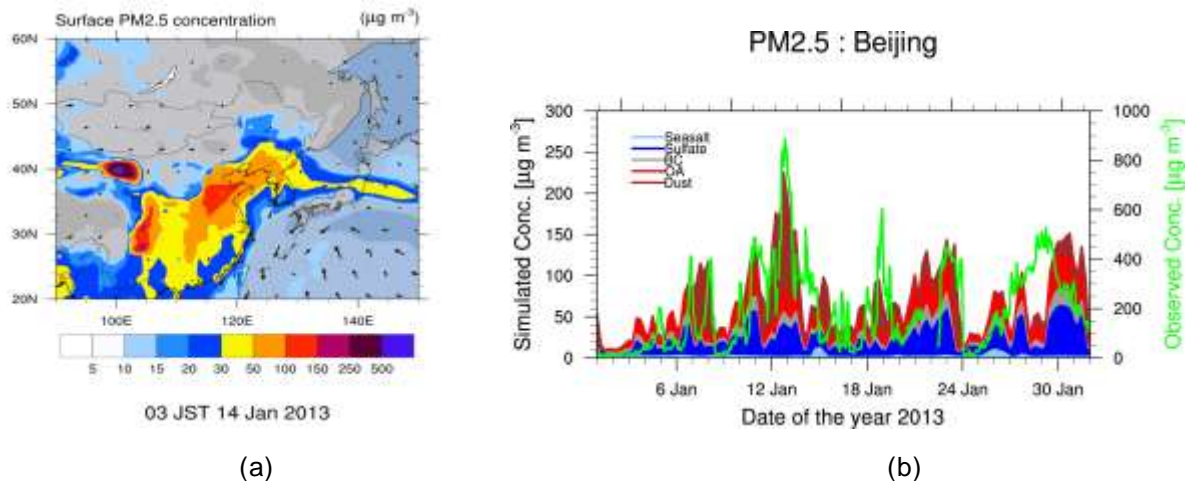 Surface PM2.5 concentration (μg m⁻³)
60N
50N
40N
30N
20N
100E 120E 140E
5 10 15 20 30 50 100 150 250 500
03 JST 14 Jan 2013
(a)
PM2.5 : Beijing
300
250
200
150
100
50
0
Simulated Conc. [μg m⁻³]
Seasalt
Sulfate
BC
OA
Dust
1000
800
600
400
200
0
Observed Conc. [μg m⁻³]
6 Jan 12 Jan 18 Jan 24 Jan 30 Jan
Date of the year 2013
(b)